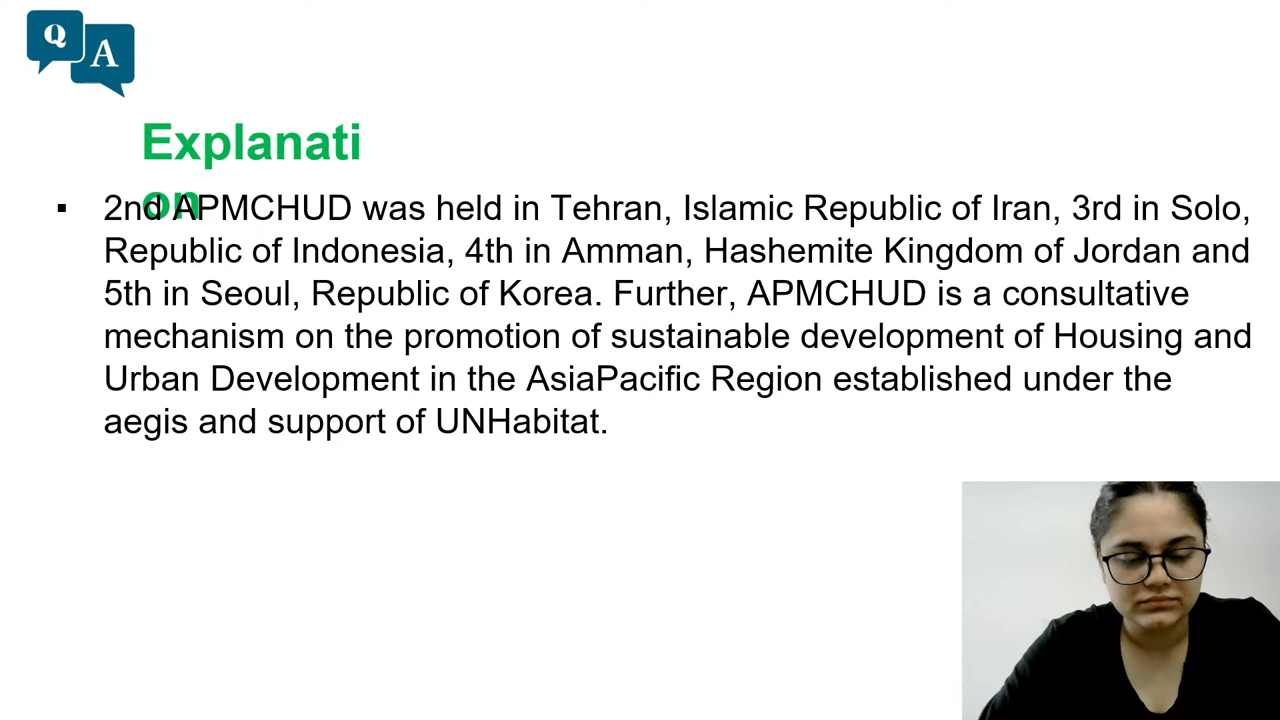 Q
A
Explanati
on
▪ 2nd APMCHUD was held in Tehran, Islamic Republic of Iran, 3rd in Solo,
Republic of Indonesia, 4th in Amman, Hashemite Kingdom of Jordan and
5th in Seoul, Republic of Korea. Further, APMCHUD is a consultative
mechanism on the promotion of sustainable development of Housing and
Urban Development in the AsiaPacific Region established under the
aegis and support of UNHabitat.